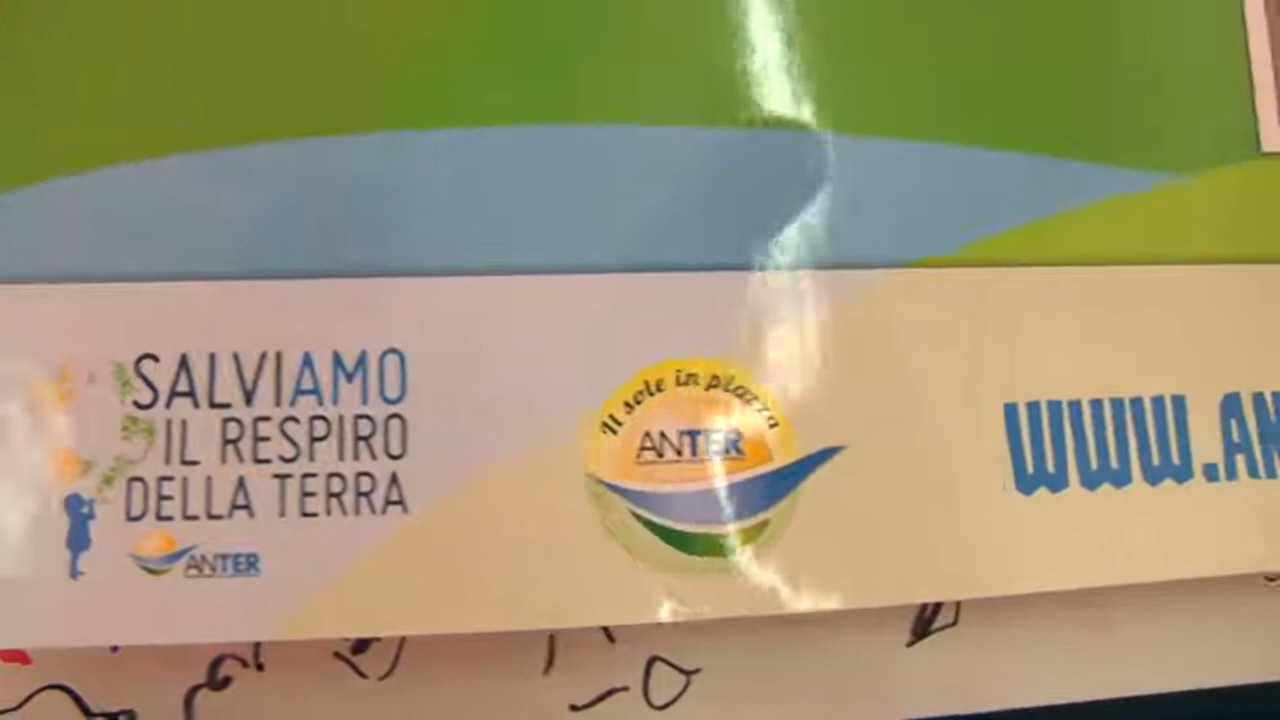 SALVIAMO
IL RESPIRO
DELLA TERRA
ANTER
Il sole in piazza
ANTER
WWW.AN